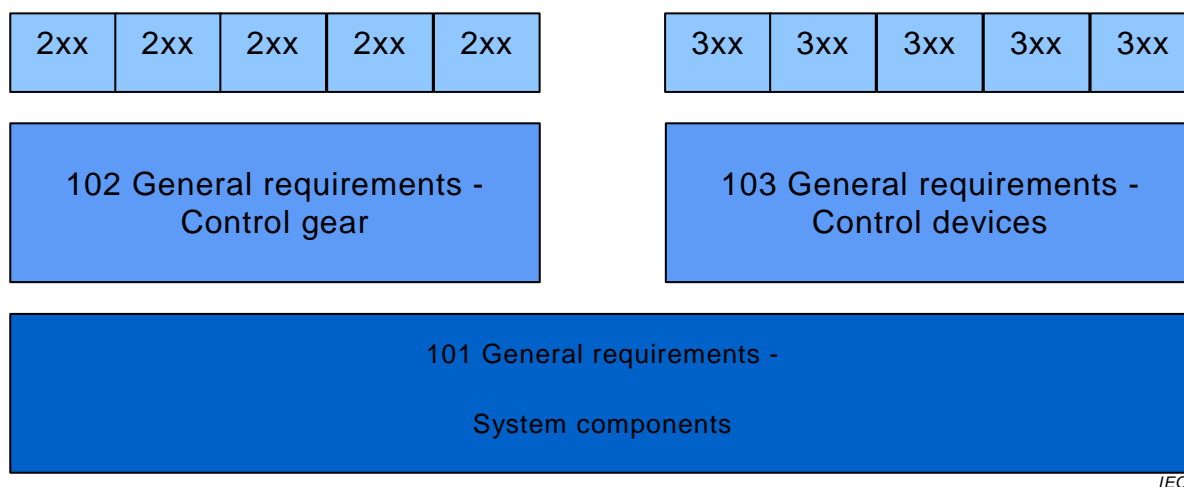 2xx 2xx 2xx 2xx 2xx 3xx 3xx 3xx 3xx 3xx
102 General requirements -
Control gear
103 General requirements -
Control devices
101 General requirements -
System components
IEC